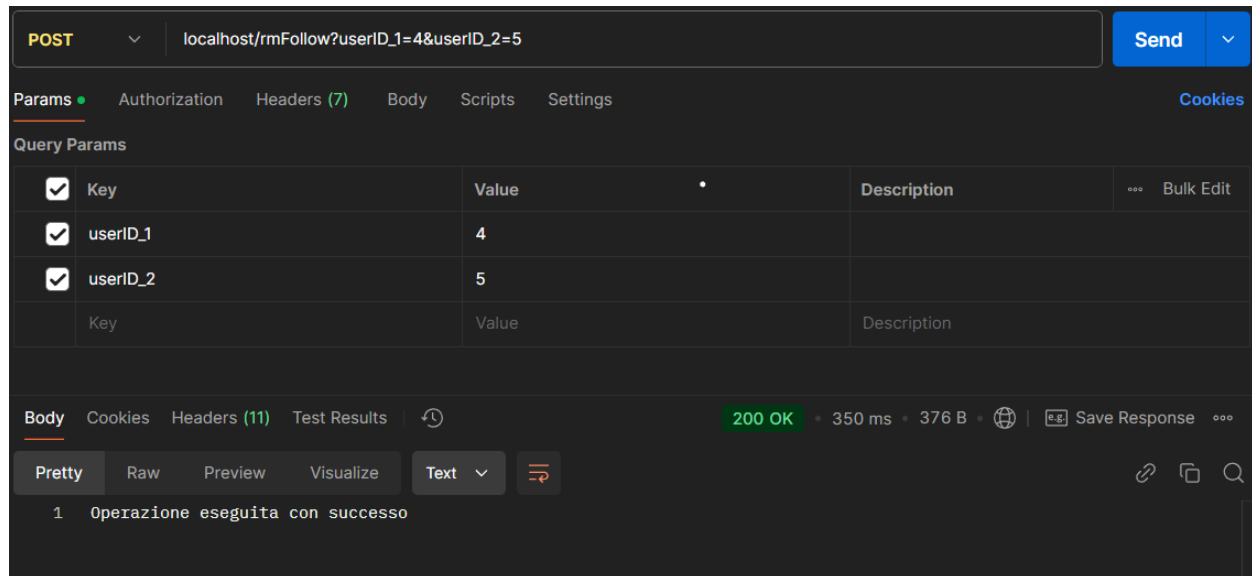 POST localhost/rmFollow?userID_1=4&userID_2=5 Send
Params Authorization Headers (7) Body Scripts Settings Cookies
Query Params
Key Value Description Bulk Edit
userID_1 4
userID_2 5
Key Value Description
Body Cookies Headers (11) Test Results 200 OK 350 ms 376 B e.g. Save Response
Pretty Raw Preview Visualize Text
1 Operazione eseguita con successo